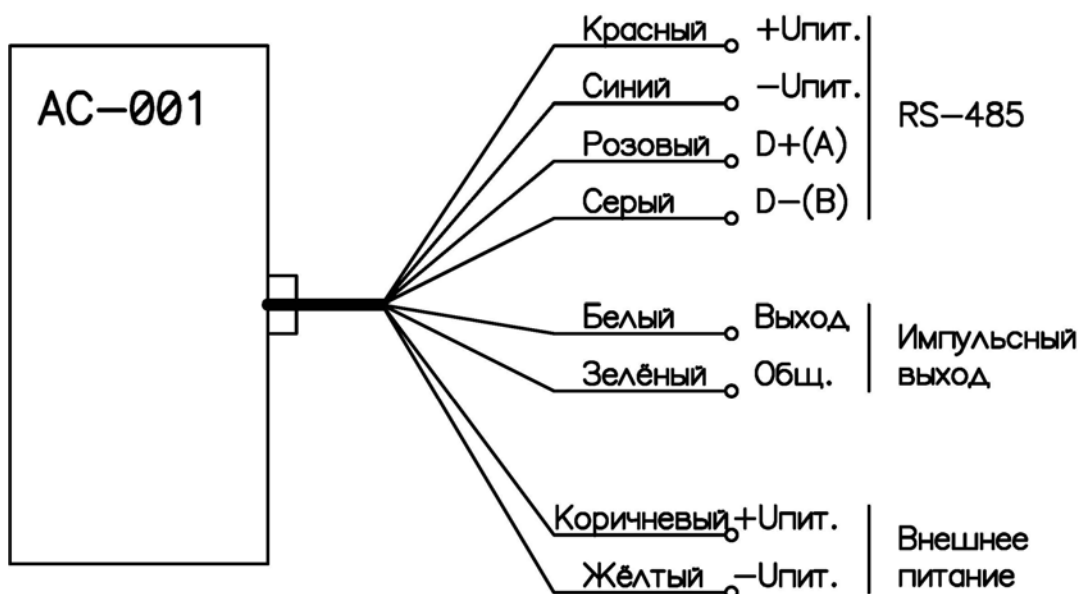 АС-001
Красный +Uпит.
Синий -Uпит.
Розовый D+(А)
Серый D-(В)
RS-485
Белый Выход
Зелёный Общ.
Импульсный
выход
Коричневый +Uпит.
Жёлтый -Uпит.
Внешнее
питание